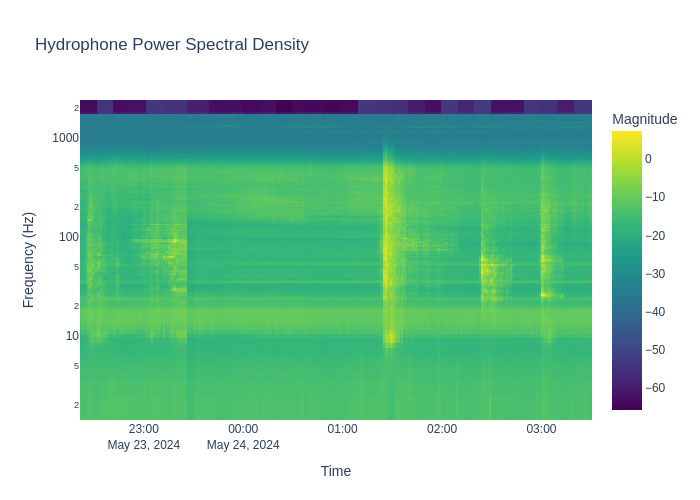 Hydrophone Power Spectral Density
Magnitude
0
−10
−20
−30
−40
−50
−60
Frequency (Hz)
2
1000
5
2
100
5
2
10
5
2
23:00 00:00 01:00 02:00 03:00
May 23, 2024 May 24, 2024
Time